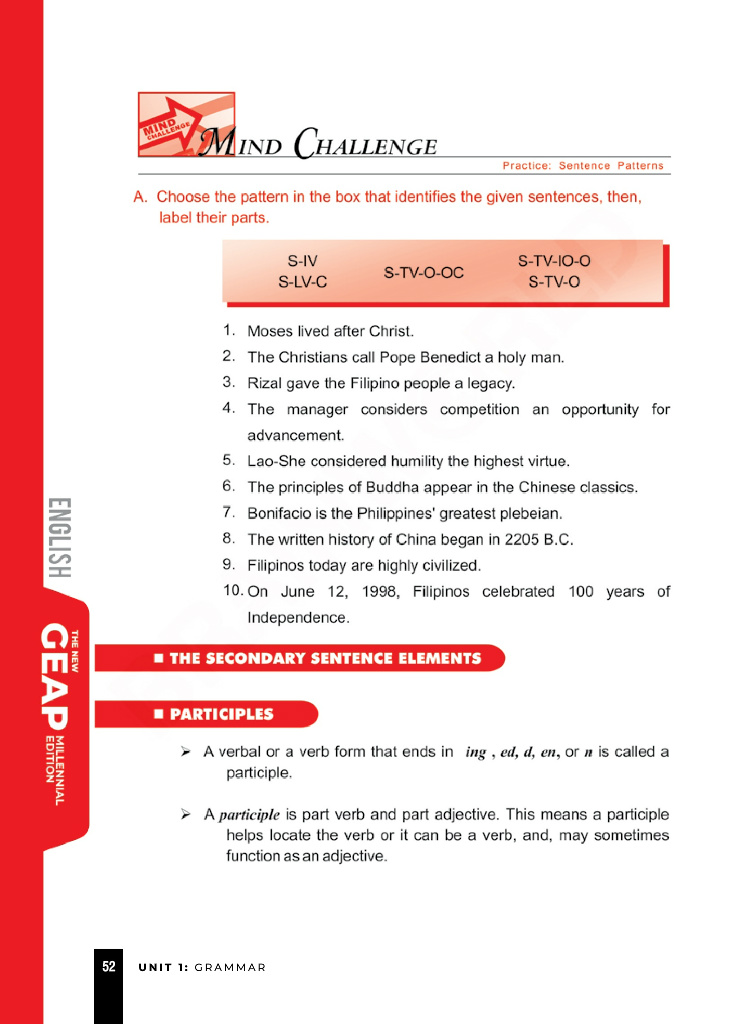 MIND
CHALLENGE
MIND CHALLENGE
Practice: Sentence Patterns
A. Choose the pattern in the box that identifies the given sentences, then,
label their parts.
S-IV
S-LV-C
S-TV-O-OC
S-TV-IO-O
S-TV-O
1. Moses lived after Christ.
2. The Christians call Pope Benedict a holy man.
3. Rizal gave the Filipino people a legacy.
4. The manager considers competition an opportunity for
advancement.
5. Lao-She considered humility the highest virtue.
6. The principles of Buddha appear in the Chinese classics.
7. Bonifacio is the Philippines' greatest plebeian.
8. The written history of China began in 2205 B.C.
9. Filipinos today are highly civilized.
10. On June 12, 1998, Filipinos celebrated 100 years of
Independence.
ENGLISH
THE NEW
GEAP
MILLENNIAL
EDITION
■ THE SECONDARY SENTENCE ELEMENTS
■ PARTICIPLES
➢ A verbal or a verb form that ends in ing , ed, d, en, or n is called a
participle.
➢ A participle is part verb and part adjective. This means a participle
helps locate the verb or it can be a verb, and, may sometimes
function as an adjective.
52 UNIT 1: GRAMMAR